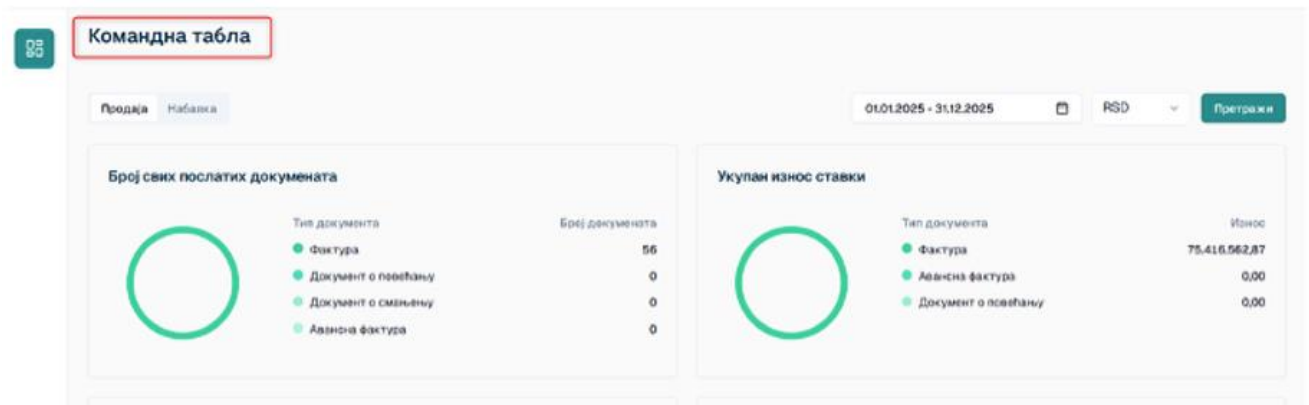 Командна табла
Продаја Набавка
01.01.2025 - 31.12.2025 RSD Претражи
Број свих послатих докумената
Тип документа Број докумената
Фактура 56
Документ о повећању 0
Документ о смањењу 0
Авансна фактура 0
Укупан износ ставки
Тип документа Износ
Фактура 75.416.562,87
Авансна фактура 0,00
Документ о повећању 0,00